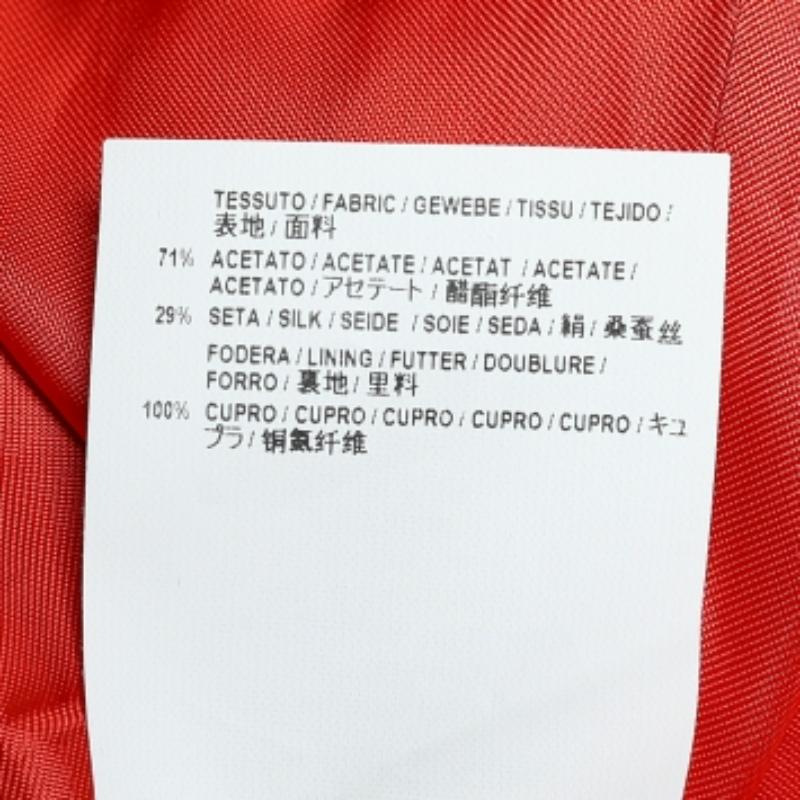 TESSUTO / FABRIC / GEWEBE / TISSU / TEJIDO /
表地 / 面料
71% ACETATO / ACETATE / ACETAT / ACETATE /
ACETATO / アセテート / 醋酯纤维
29% SETA / SILK / SEIDE / SOIE / SEDA / 絹 / 桑蚕丝
FODERA / LINING / FUTTER / DOUBLURE /
FORRO / 裏地 / 里料
100% CUPRO / CUPRO / CUPRO / CUPRO / CUPRO / キュ
プラ / 铜氨纤维